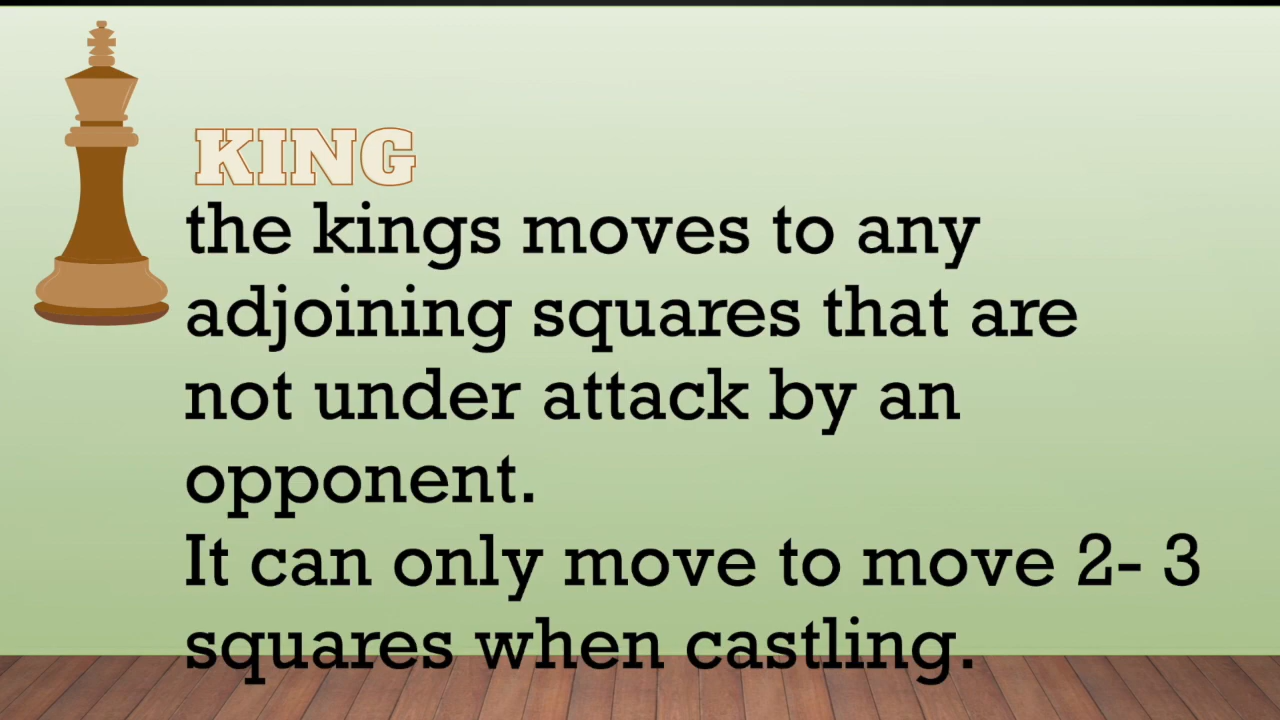 KING
the kings moves to any
adjoining squares that are
not under attack by an
opponent.
It can only move to move 2- 3
squares when castling.